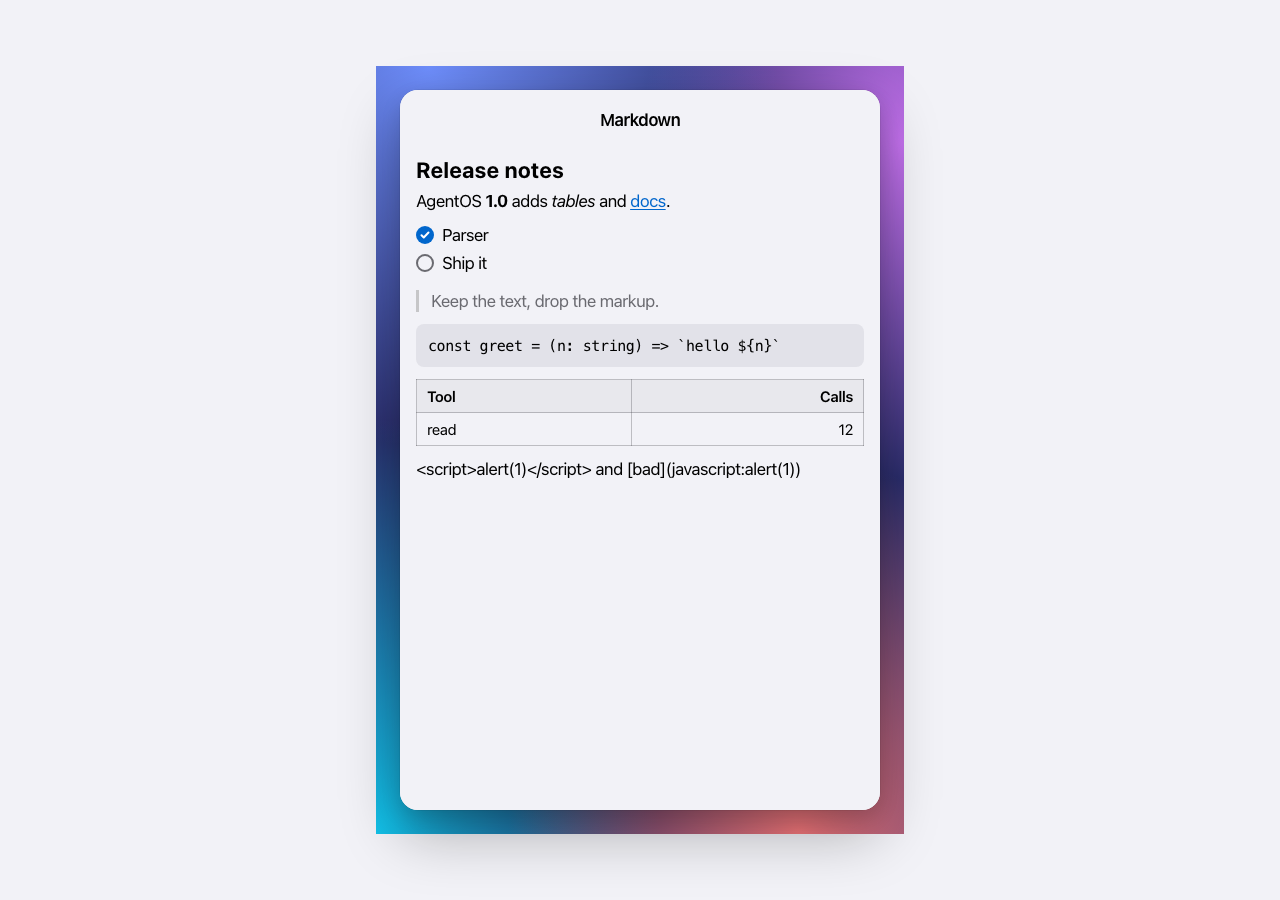 Markdown
Release notes
AgentOS 1.0 adds tables and docs.
Parser
Ship it
Keep the text, drop the markup.
const greet = (n: string) => `hello ${n}`
Tool Calls
read 12
<script>alert(1)</script> and [bad](javascript:alert(1))